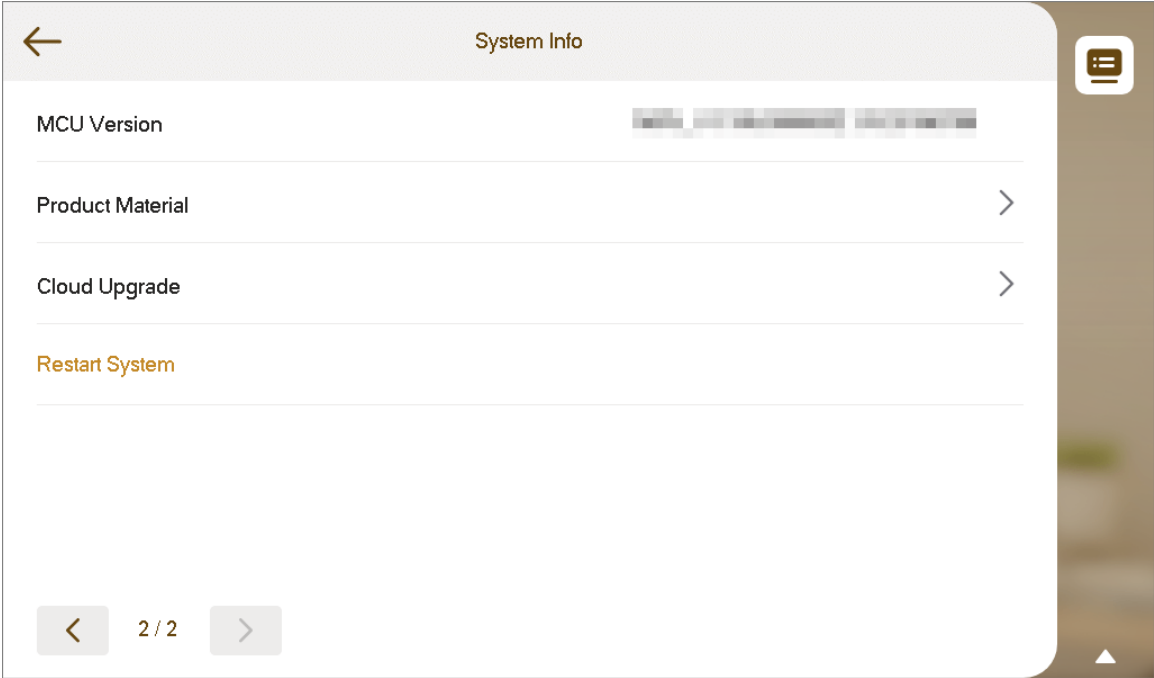 System Info
MCU Version
Product Material
Cloud Upgrade
Restart System
2 / 2